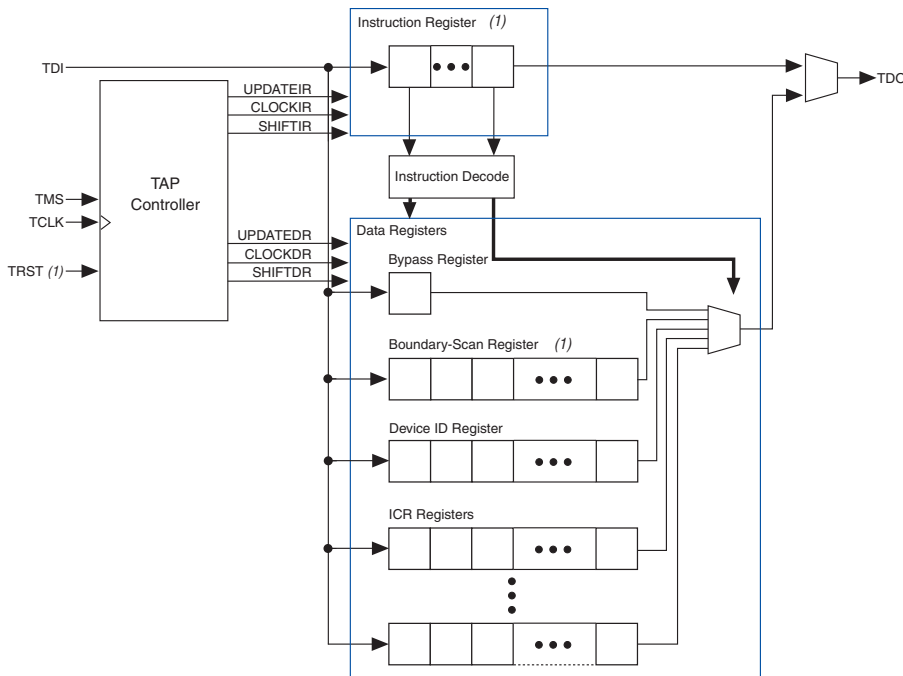 Instruction Register (1)
TDI
TDO
UPDATEIR
CLOCKIR
SHIFTIR
TAP
Controller
Instruction Decode
TMS
TCLK
TRST (1)
UPDATEDR
CLOCKDR
SHIFTDR
Data Registers
Bypass Register
Boundary-Scan Register (1)
Device ID Register
ICR Registers